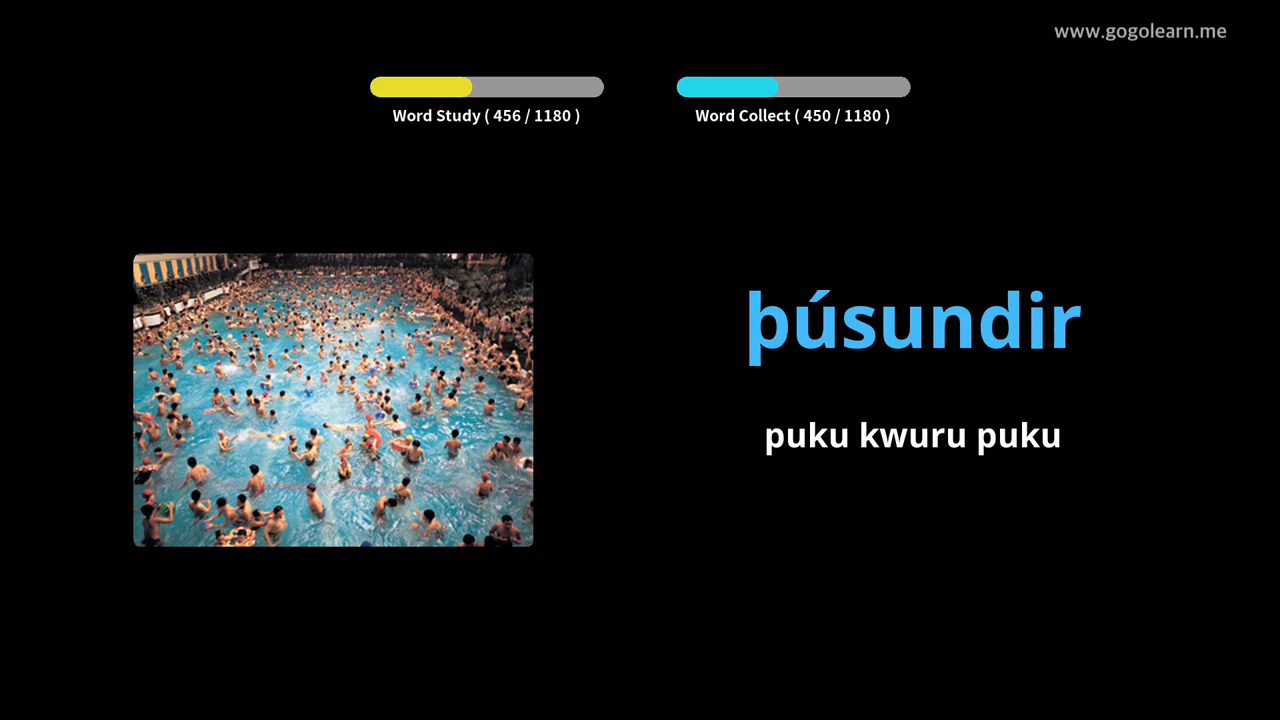 www.gogolearn.me
Word Study ( 456 / 1180 )
Word Collect ( 450 / 1180 )
þúsundir
puku kwuru puku